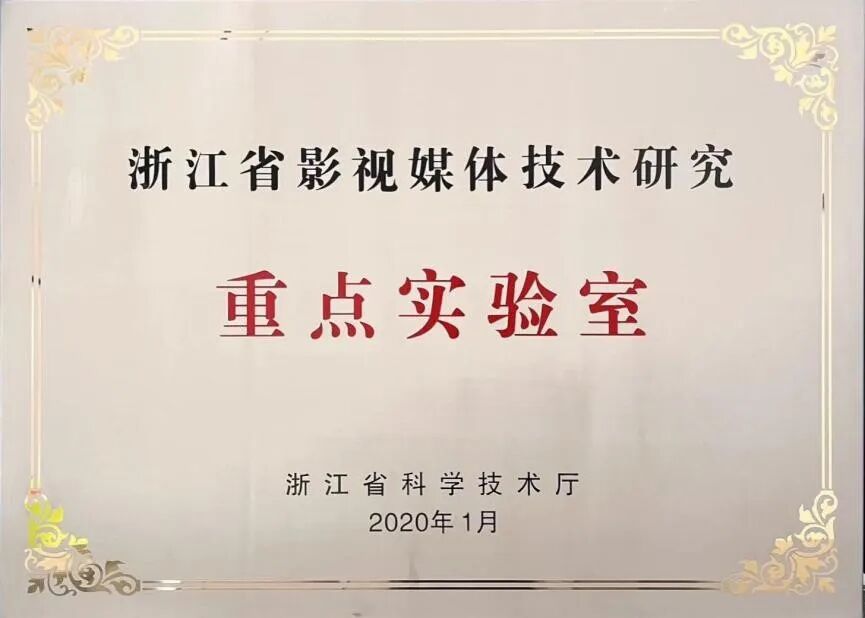 浙江省影视媒体技术研究
重点实验室
浙江省科学技术厅
2020年1月